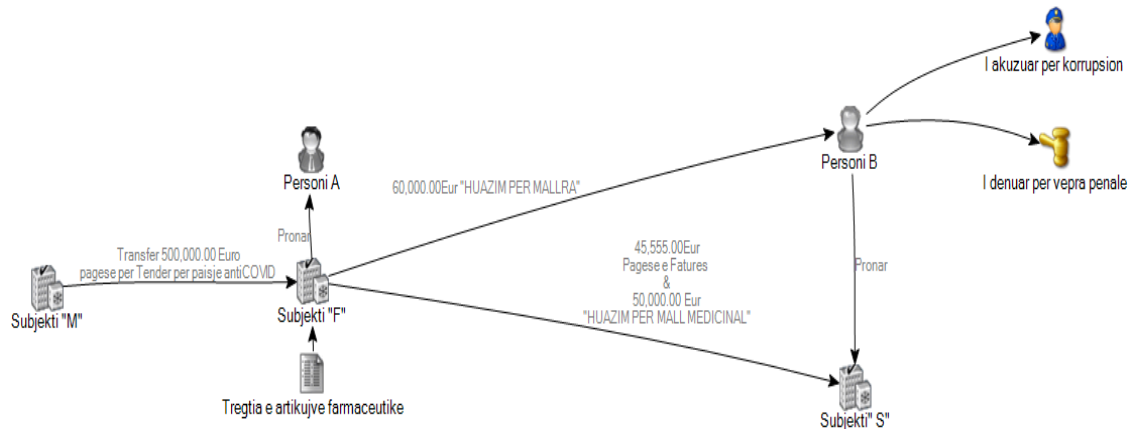 I akuzuar per korrupsion
Personi A
Personi B
60,000.00Eur "HUAZIM PER MALLRA"
I denuar per vepra penale
Pronar
Transfer 500,000.00 Euro
pagese per Tender per paisje antiCOVID
45,555.00Eur
Pagese e Fatures
&
50,000.00 Eur
"HUAZIM PER MALL MEDICINAL"
Pronar
Subjekti "M"
Subjekti "F"
Tregtia e artikujve farmaceutike
Subjekti" S"